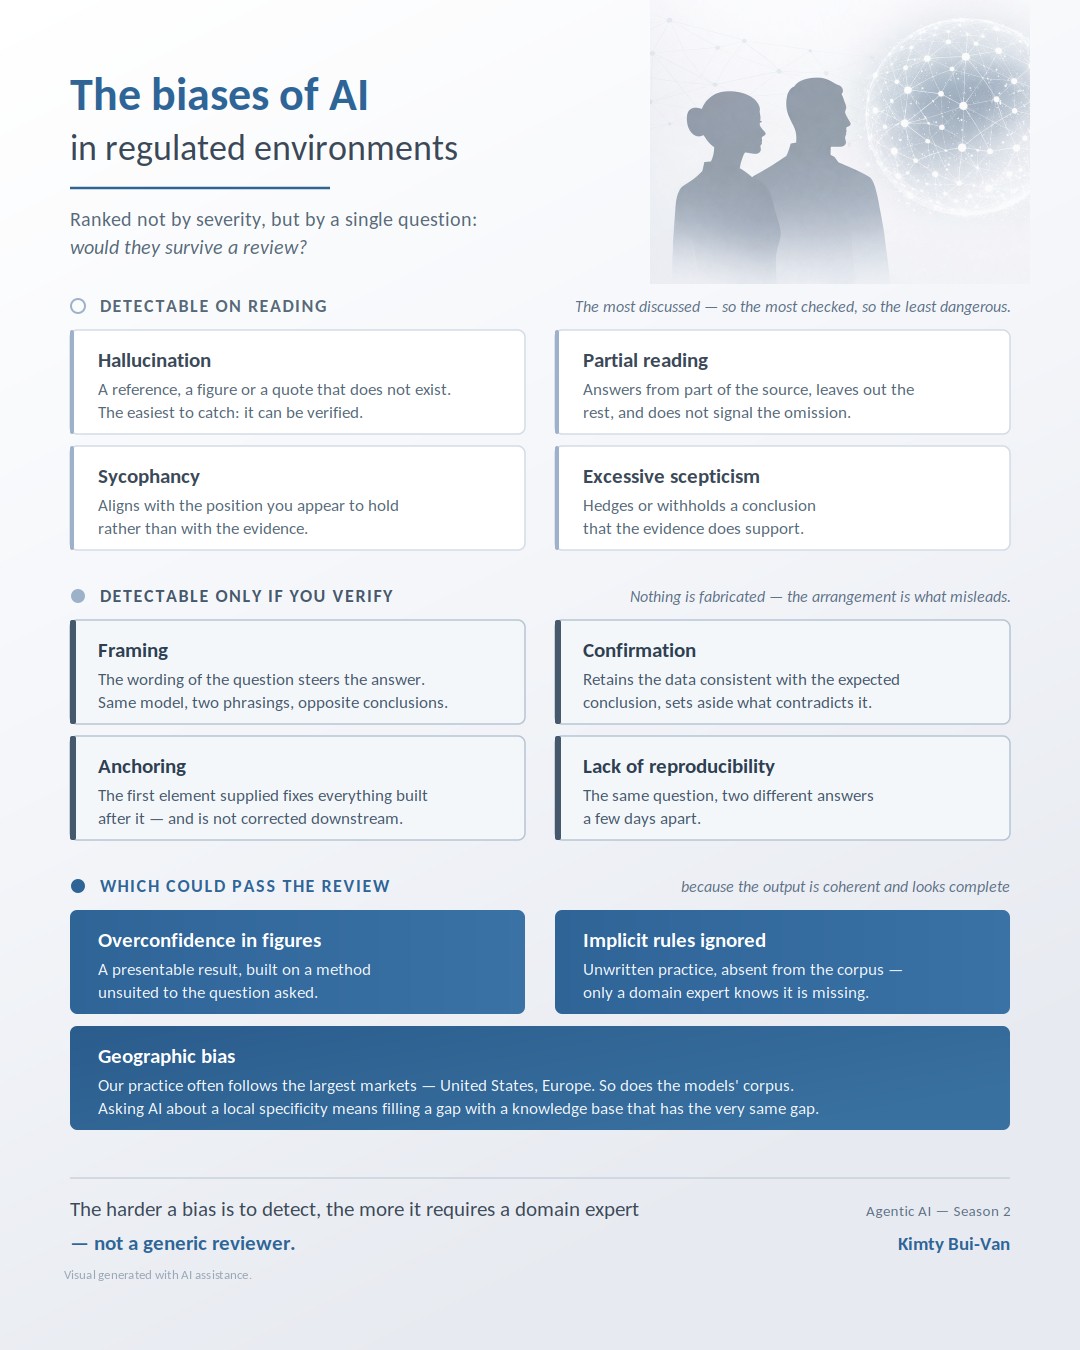 The biases of AI
in regulated environments
Ranked not by severity, but by a single question:
would they survive a review?
DETECTABLE ON READING
The most discussed — so the most checked, so the least dangerous.
Hallucination
A reference, a figure or a quote that does not exist.
The easiest to catch: it can be verified.
Partial reading
Answers from part of the source, leaves out the
rest, and does not signal the omission.
Sycophancy
Aligns with the position you appear to hold
rather than with the evidence.
Excessive scepticism
Hedges or withholds a conclusion
that the evidence does support.
DETECTABLE ONLY IF YOU VERIFY
Nothing is fabricated — the arrangement is what misleads.
Framing
The wording of the question steers the answer.
Same model, two phrasings, opposite conclusions.
Confirmation
Retains the data consistent with the expected
conclusion, sets aside what contradicts it.
Anchoring
The first element supplied fixes everything built
after it — and is not corrected downstream.
Lack of reproducibility
The same question, two different answers
a few days apart.
WHICH COULD PASS THE REVIEW
because the output is coherent and looks complete
Overconfidence in figures
A presentable result, built on a method
unsuited to the question asked.
Implicit rules ignored
Unwritten practice, absent from the corpus —
only a domain expert knows it is missing.
Geographic bias
Our practice often follows the largest markets — United States, Europe. So does the models' corpus.
Asking AI about a local specificity means filling a gap with a knowledge base that has the very same gap.
The harder a bias is to detect, the more it requires a domain expert
— not a generic reviewer.
Agentic AI — Season 2
Kimty Bui-Van
Visual generated with AI assistance.